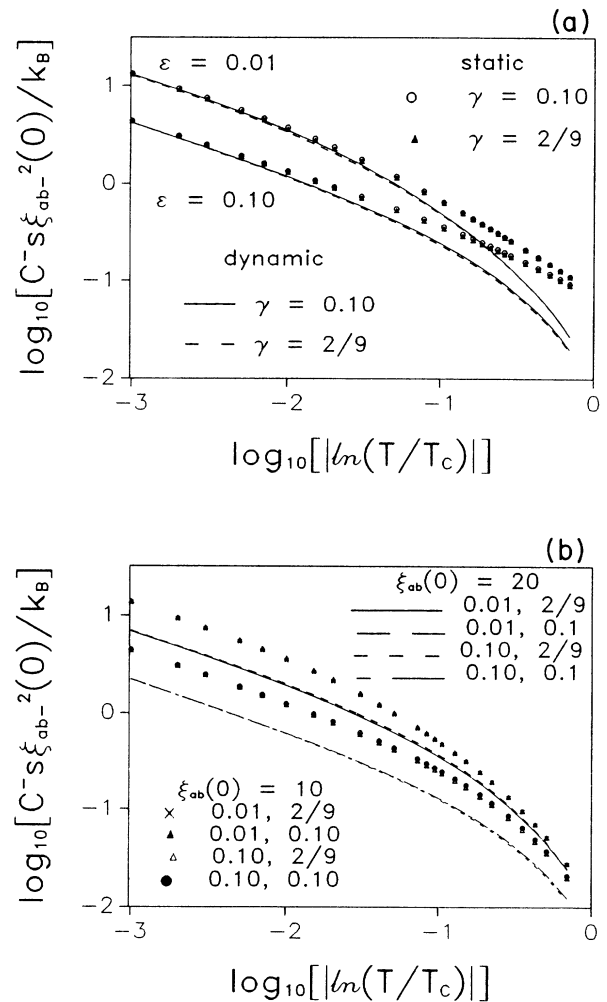 (a)
ε = 0.01
static
○ γ = 0.10
▲ γ = 2/9
ε = 0.10
dynamic
—— γ = 0.10
– – – γ = 2/9
1
0
−1
−2
−3
−2
−1
0
log₁₀[C⁻sξab-²(0)/kB]
log₁₀[|ln(T/Tc)|]
(b)
ξab(0) = 20
0.01, 2/9
0.01, 0.1
0.10, 2/9
0.10, 0.1
ξab(0) = 10
× 0.01, 2/9
▲ 0.01, 0.10
△ 0.10, 2/9
● 0.10, 0.10
1
0
−1
−2
−3
−2
−1
0
log₁₀[C⁻sξab-²(0)/kB]
log₁₀[|ln(T/Tc)|]